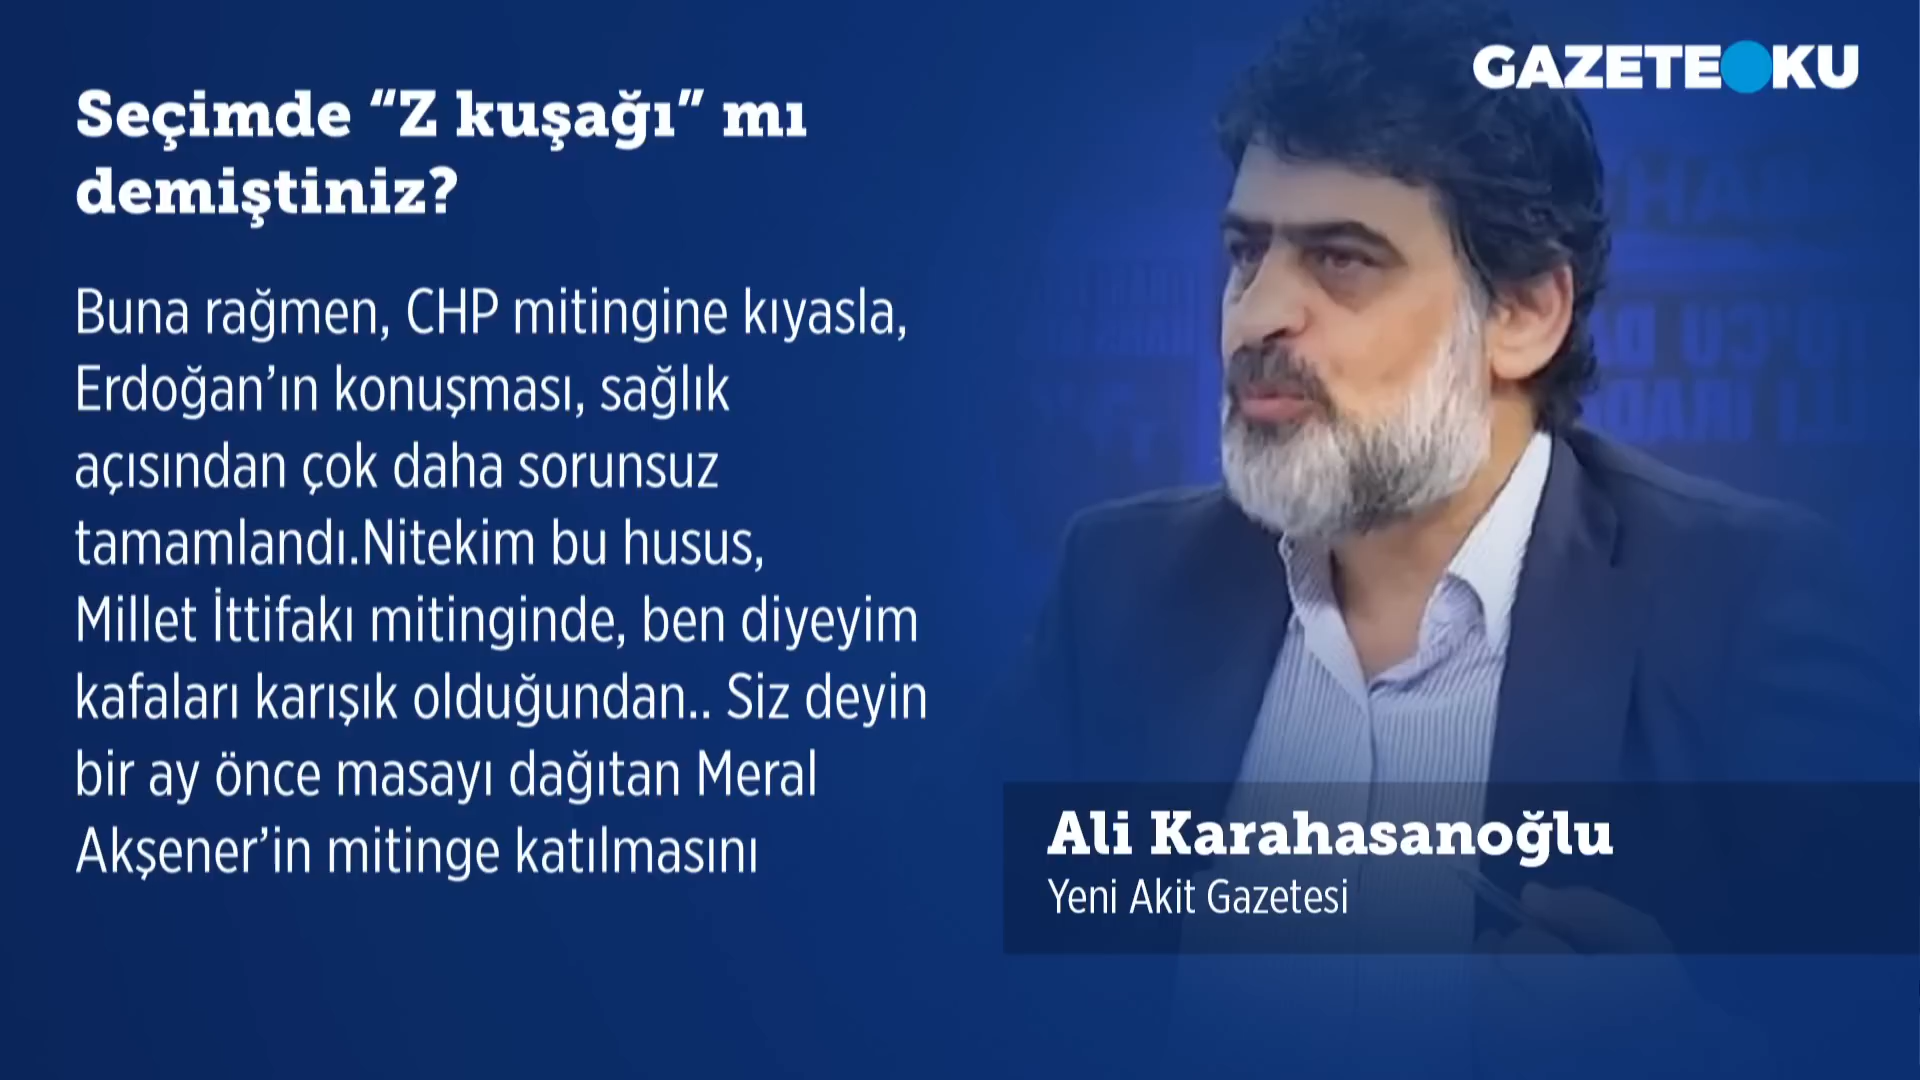 GAZETE KU
Seçimde “Z kuşağı” mı
demiştiniz?
Buna rağmen, CHP mitingine kıyasla,
Erdoğan’ın konuşması, sağlık
açısından çok daha sorunsuz
tamamlandı.Nitekim bu husus,
Millet İttifakı mitinginde, ben diyeyim
kafaları karışık olduğundan.. Siz deyin
bir ay önce masayı dağıtan Meral
Akşener’in mitinge katılmasını
Ali Karahasanoğlu
Yeni Akit Gazetesi